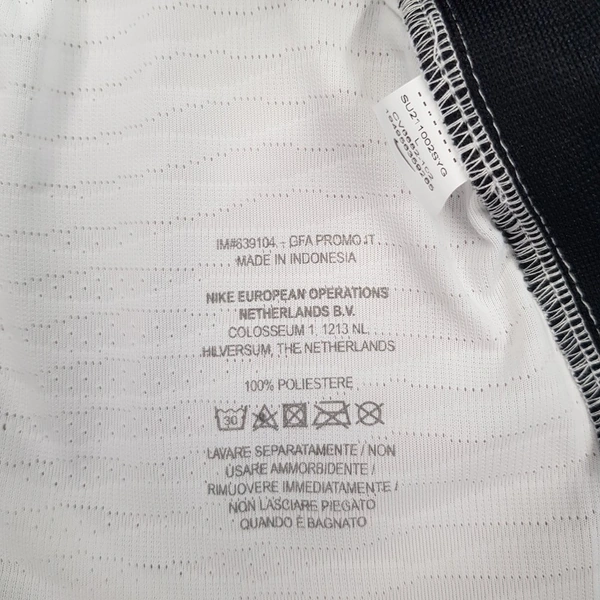 SU211002SYG
L
IM#639104 - GFA PROMO IT
MADE IN INDONESIA
NIKE EUROPEAN OPERATIONS
NETHERLANDS B.V.
COLOSSEUM 1, 1213 NL
HILVERSUM, THE NETHERLANDS
100% POLIESTERE
30
LAVARE SEPARATAMENTE / NON
USARE AMMORBIDENTE /
RIMUOVERE IMMEDIATAMENTE /
NON LASCIARE PIEGATO
QUANDO È BAGNATO